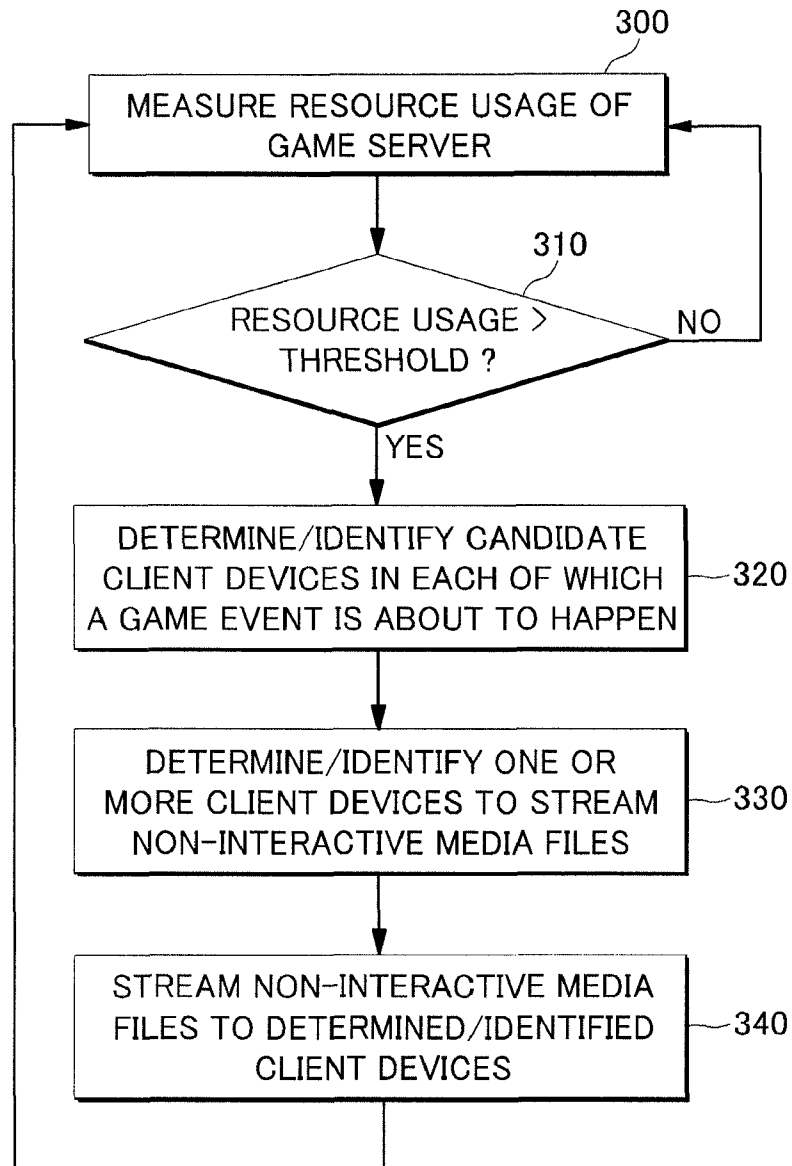 300
MEASURE RESOURCE USAGE OF
GAME SERVER
310
RESOURCE USAGE >
THRESHOLD ?
NO
YES
DETERMINE/IDENTIFY CANDIDATE
CLIENT DEVICES IN EACH OF WHICH
A GAME EVENT IS ABOUT TO HAPPEN
320
DETERMINE/IDENTIFY ONE OR
MORE CLIENT DEVICES TO STREAM
NON-INTERACTIVE MEDIA FILES
330
STREAM NON-INTERACTIVE MEDIA
FILES TO DETERMINED/IDENTIFIED
CLIENT DEVICES
340